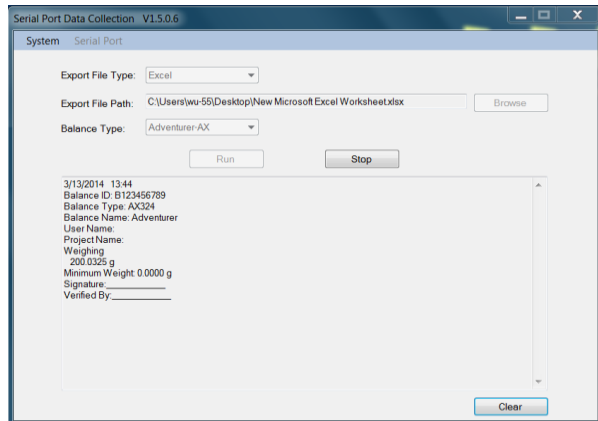 Serial Port Data Collection V1.5.0.6
System Serial Port
Export File Type: Excel
Export File Path: C:\Users\wu-55\Desktop\New Microsoft Excel Worksheet.xlsx Browse
Balance Type: Adventurer-AX
Run Stop
3/13/2014 13:44
Balance ID: B123456789
Balance Type: AX324
Balance Name: Adventurer
User Name:
Project Name:
Weighing
200.0325 g
Minimum Weight: 0.0000 g
Signature:____________
Verified By:____________
Clear